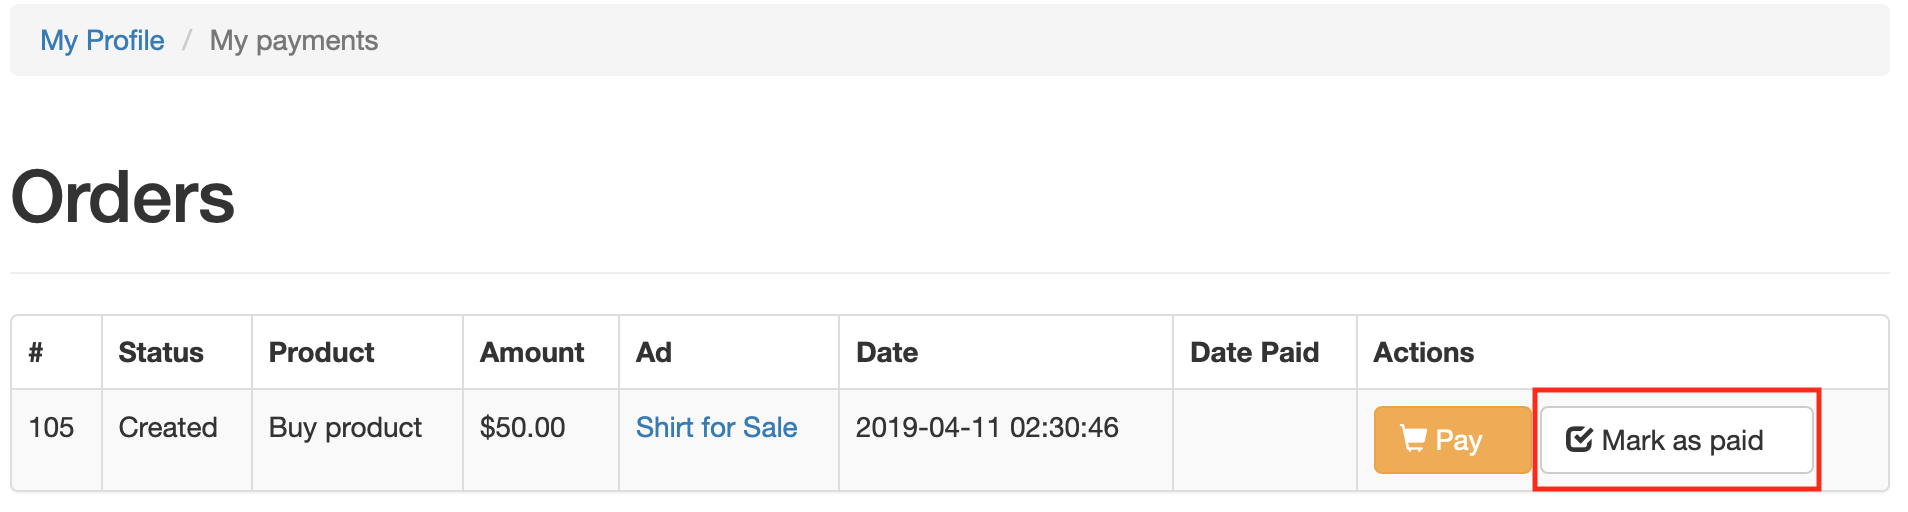 My Profile / My payments
Orders
# Status Product Amount Ad Date Date Paid Actions
105 Created Buy product $50.00 Shirt for Sale 2019-04-11 02:30:46 Pay Mark as paid